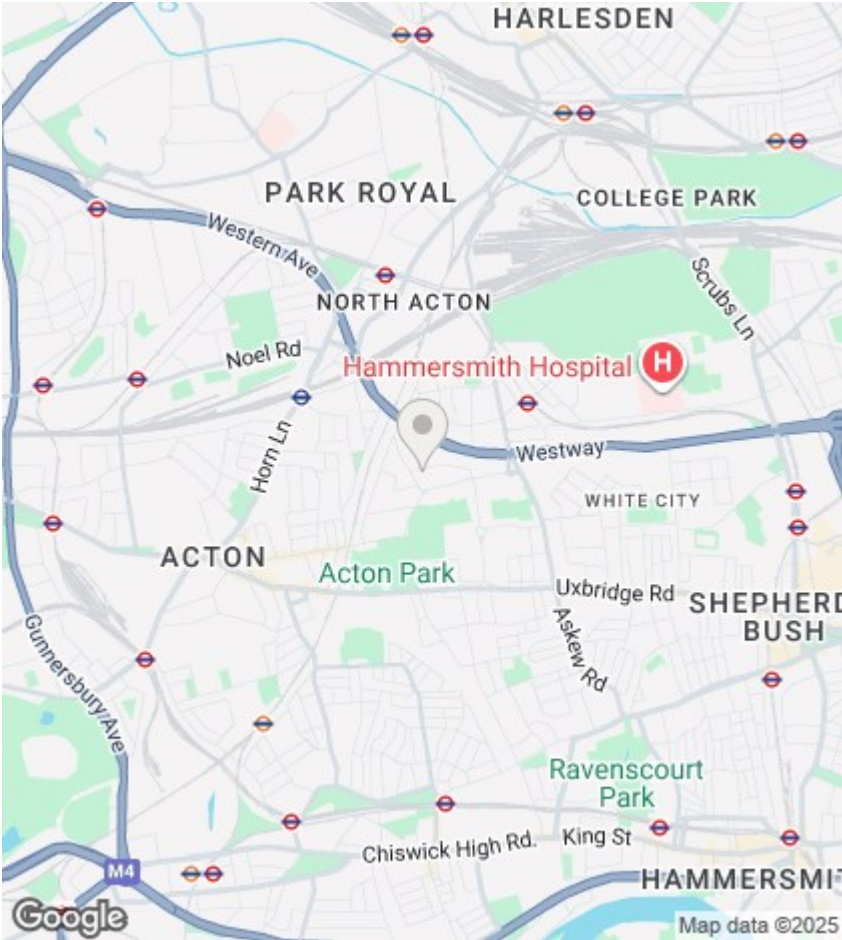 HARLESDEN
PARK ROYAL
COLLEGE PARK
Western Ave
Scrubs Ln
NORTH ACTON
Noel Rd
Hammersmith Hospital
H
Horn Ln
Westway
WHITE CITY
ACTON
Acton Park
Uxbridge Rd
SHEPHERD
BUSH
Askew Rd
Gunnersbury Ave
Ravenscourt
Park
Chiswick High Rd.
King St
M4
HAMMERSMI
Google
Map data ©2025